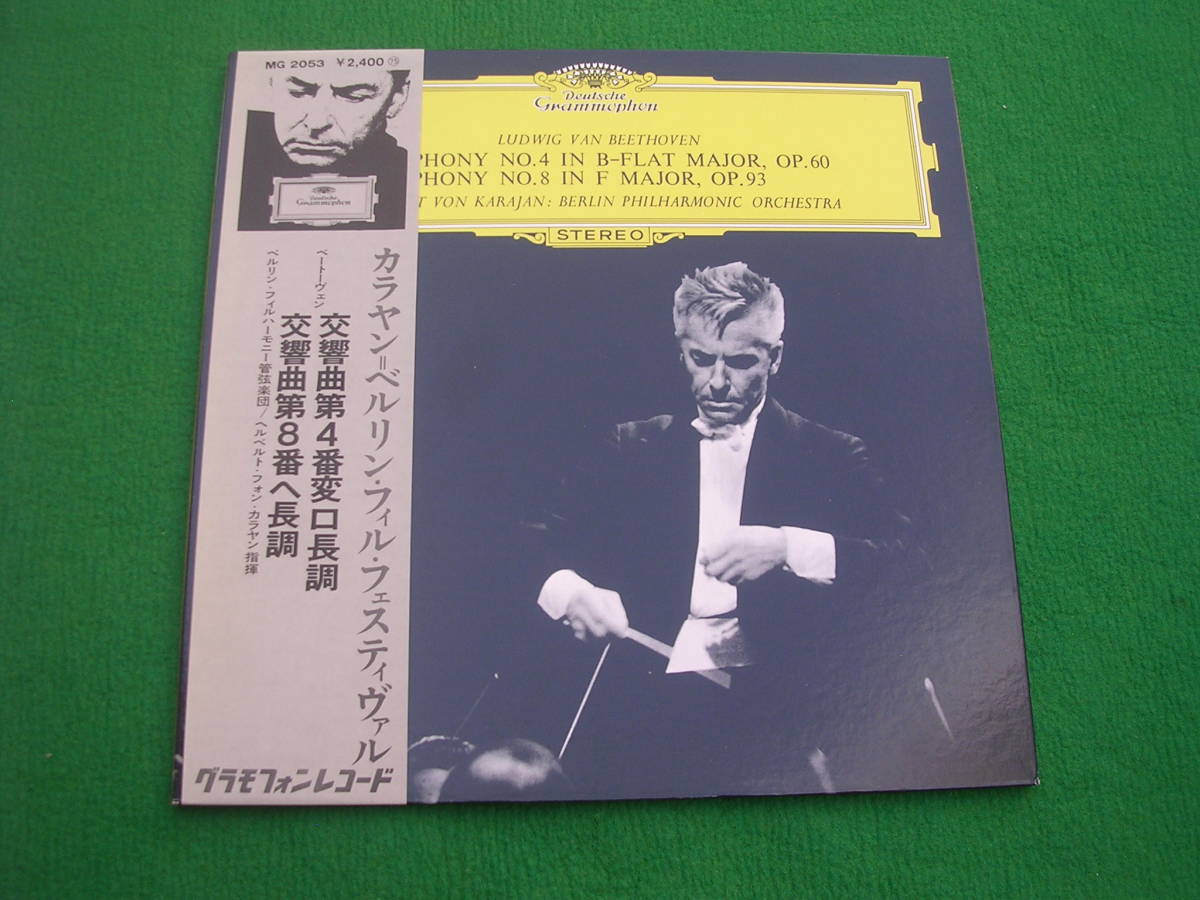 MG 2053 ¥2,400 ⑮
Deutsche
Grammophon
カラヤン=ベルリン・フィル・フェスティヴァル
ベートーヴェン
交響曲第4番変ロ長調
交響曲第8番ヘ長調
ベルリン・フィルハーモニー管弦楽団/ヘルベルト・フォン・カラヤン指揮
グラモフォンレコード
Deutsche
Grammophon
LUDWIG VAN BEETHOVEN
PHONY NO.4 IN B-FLAT MAJOR, OP.60
PHONY NO.8 IN F MAJOR, OP.93
T VON KARAJAN: BERLIN PHILHARMONIC ORCHESTRA
STEREO